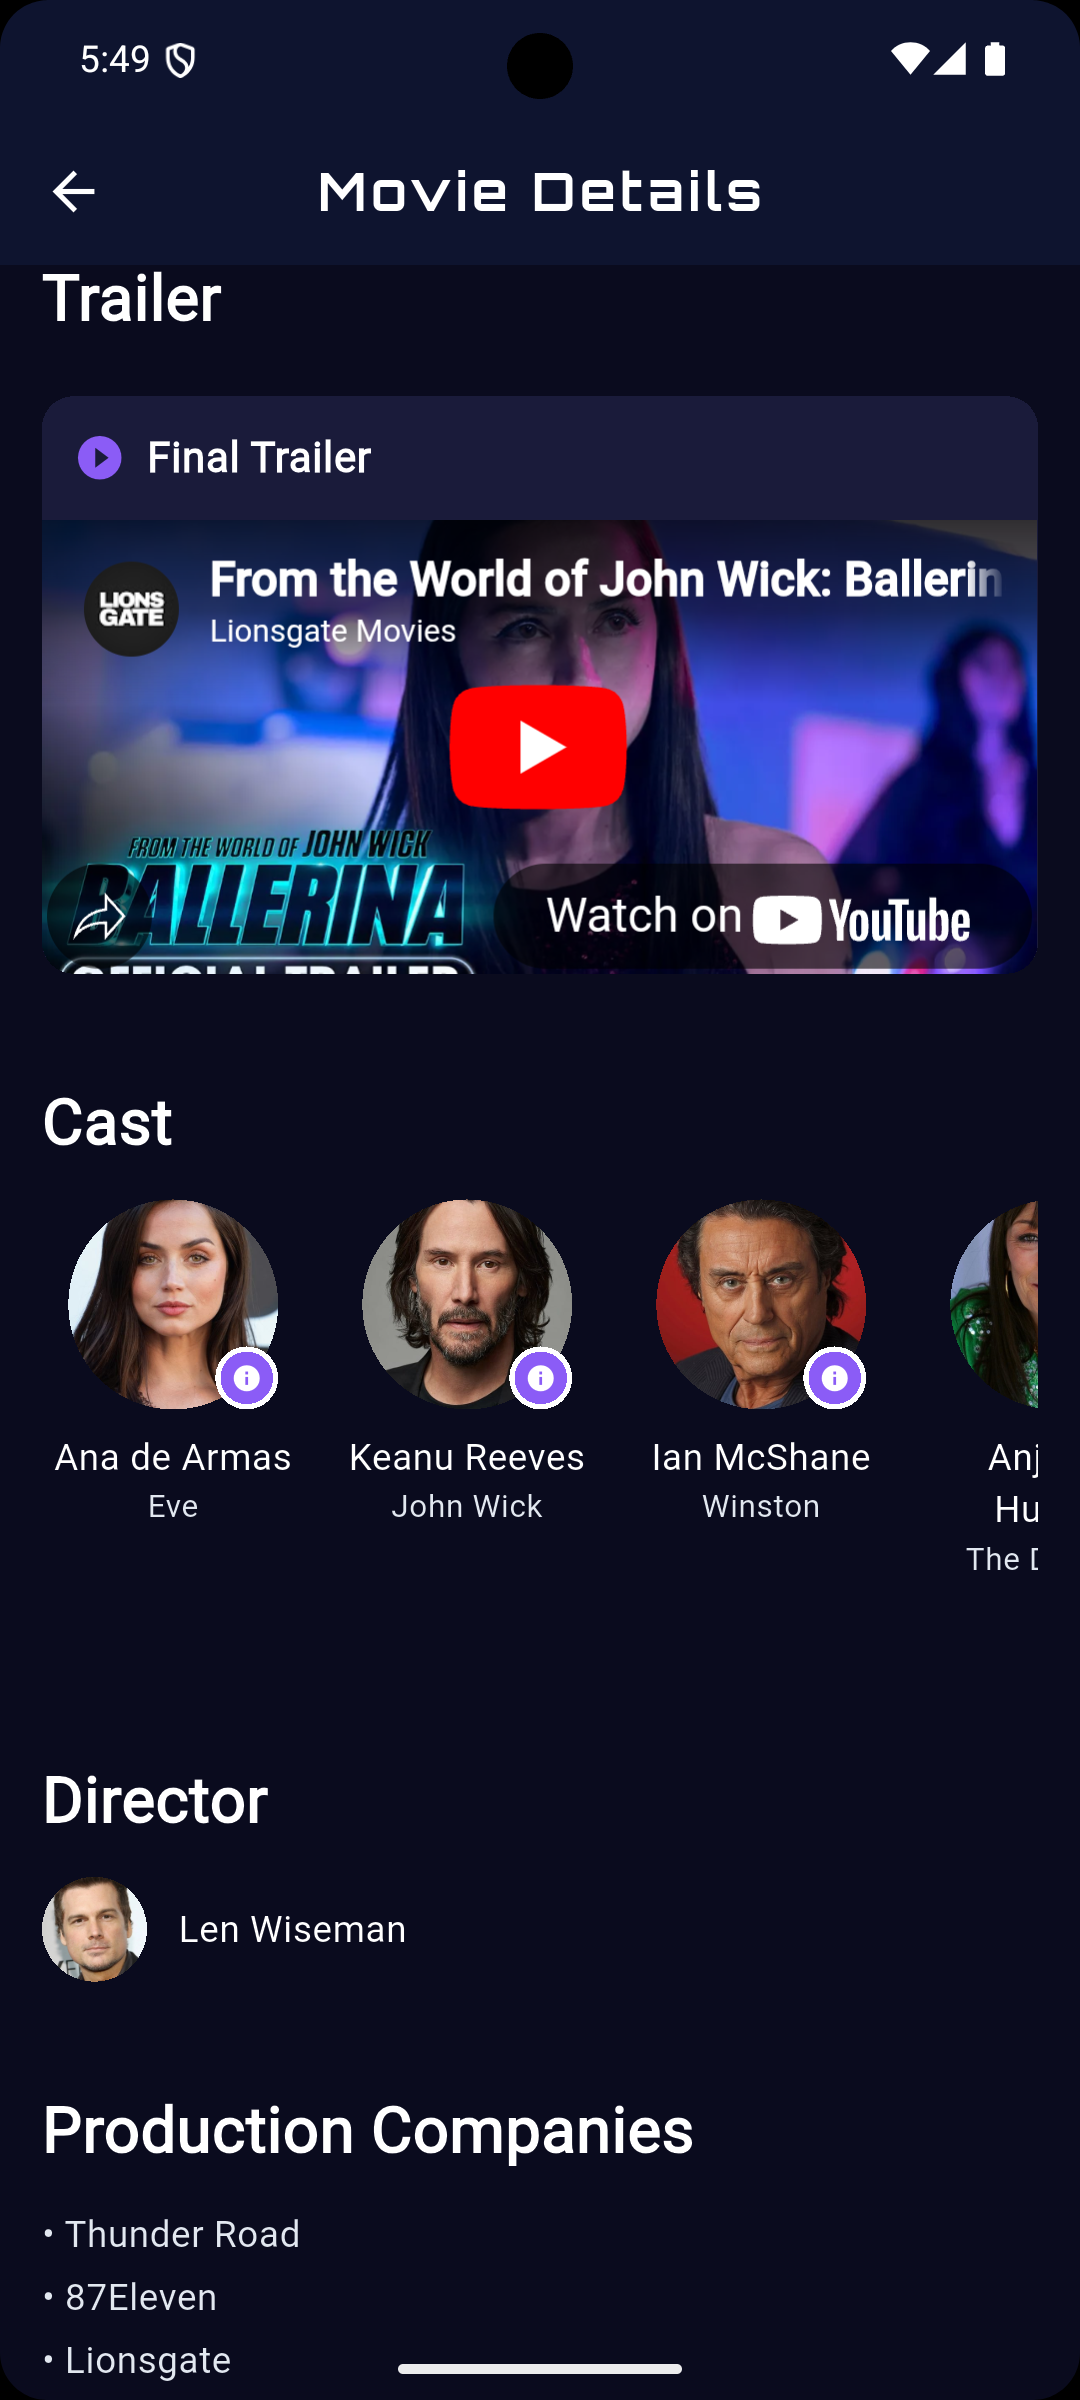 5:49
Movie Details
Trailer
Final Trailer
LIONS
GATE
From the World of John Wick: Ballerin
Lionsgate Movies
FROM THE WORLD OF JOHN WICK
BALLERINA
OFFICIAL TRAILER
Watch on YouTube
Cast
Ana de Armas
Eve
Keanu Reeves
John Wick
Ian McShane
Winston
Anj
Hu
The D
Director
Len Wiseman
Production Companies
• Thunder Road
• 87Eleven
• Lionsgate